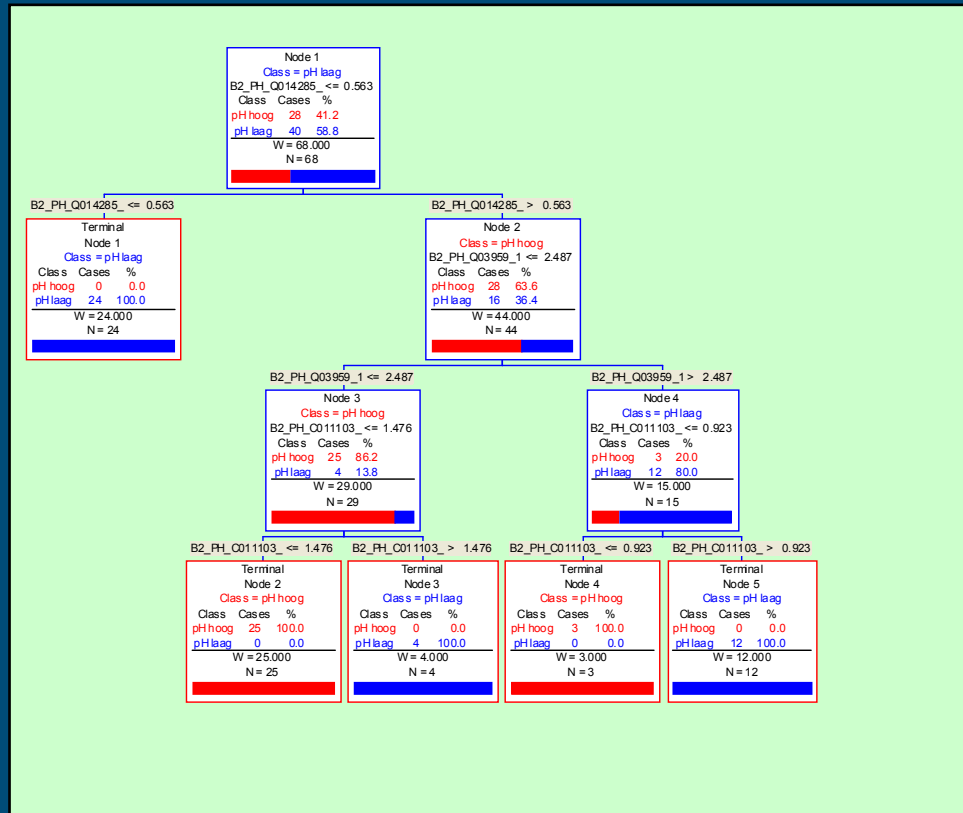 Node 1
Class = pH laag
B2_PH_Q014285_ <= 0.563
Class Cases %
pH hoog 28 41.2
pH laag 40 58.8
W = 68.000
N = 68
B2_PH_Q014285_ <= 0.563
B2_PH_Q014285_ > 0.563
Terminal
Node 1
Class = pH laag
Class Cases %
pH hoog 0 0.0
pH laag 24 100.0
W = 24.000
N = 24
Node 2
Class = pH hoog
B2_PH_Q03959_1 <= 2.487
Class Cases %
pH hoog 28 63.6
pH laag 16 36.4
W = 44.000
N = 44
B2_PH_Q03959_1 <= 2.487
B2_PH_Q03959_1 > 2.487
Node 3
Class = pH hoog
B2_PH_C011103_ <= 1.476
Class Cases %
pH hoog 25 86.2
pH laag 4 13.8
W = 29.000
N = 29
Node 4
Class = pH laag
B2_PH_C011103_ <= 0.923
Class Cases %
pH hoog 3 20.0
pH laag 12 80.0
W = 15.000
N = 15
B2_PH_C011103_ <= 1.476
B2_PH_C011103_ > 1.476
B2_PH_C011103_ <= 0.923
B2_PH_C011103_ > 0.923
Terminal
Node 2
Class = pH hoog
Class Cases %
pH hoog 25 100.0
pH laag 0 0.0
W = 25.000
N = 25
Terminal
Node 3
Class = pH laag
Class Cases %
pH hoog 0 0.0
pH laag 4 100.0
W = 4.000
N = 4
Terminal
Node 4
Class = pH hoog
Class Cases %
pH hoog 3 100.0
pH laag 0 0.0
W = 3.000
N = 3
Terminal
Node 5
Class = pH laag
Class Cases %
pH hoog 0 0.0
pH laag 12 100.0
W = 12.000
N = 12